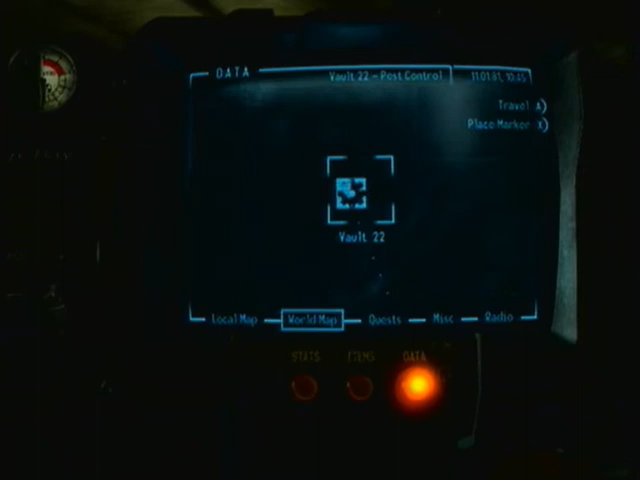 DATA
Vault 22 - Pest Control
11.01.81, 10:45
Travel A)
Place Marker X)
Vault 22
Local Map
World Map
Quests
Misc
Radio
STATS
ITEMS
DATA